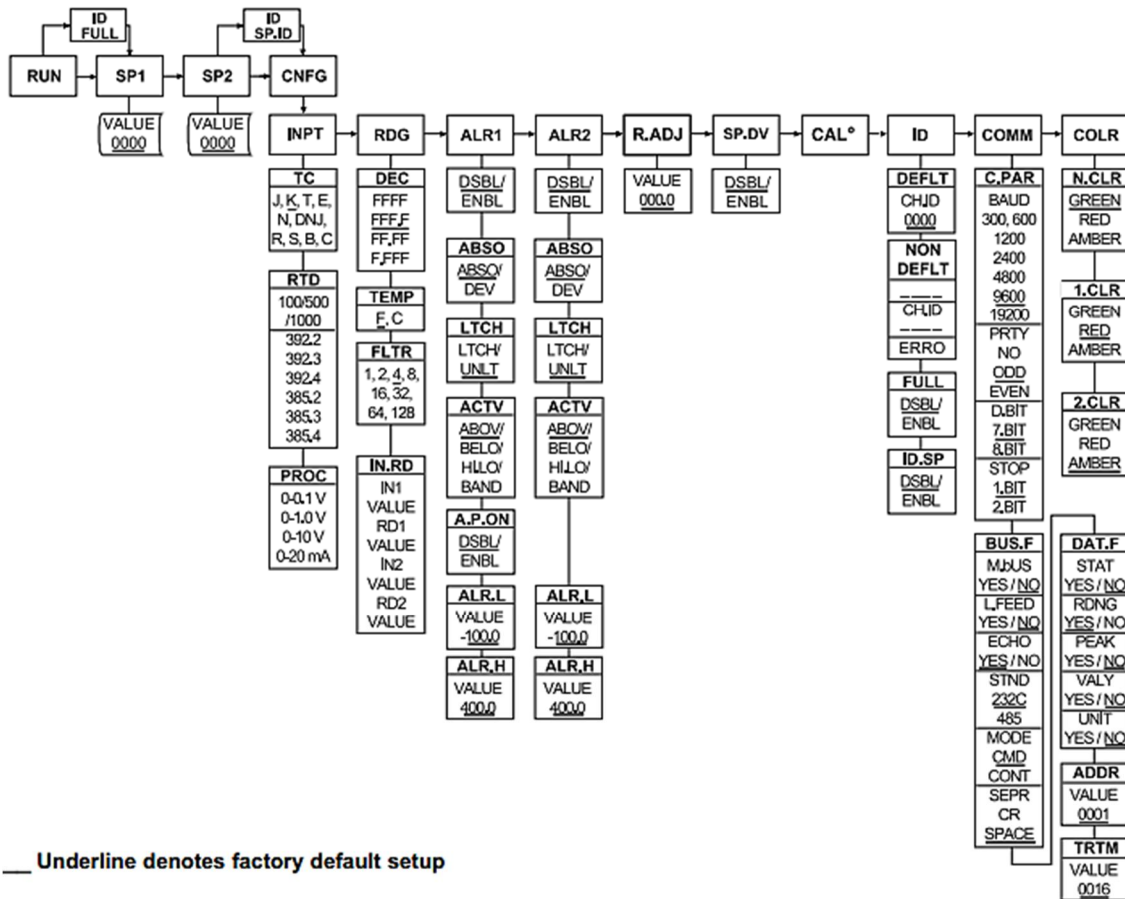 ID
FULL
ID
SP.ID
RUN
SP1
SP2
CNFG
VALUE
0000
VALUE
0000
INPT
RDG
ALR1
ALR2
R.ADJ
SP.DV
CAL°
ID
COMM
COLR
TC
J, K, T, E,
N, DNJ,
R, S, B, C
RTD
100/500
/1000
392.2
392.3
392.4
385.2
385.3
385.4
PROC
0-0.1 V
0-1.0 V
0-10 V
0-20 mA
DEC
FFFF
FFF.F
FF.FF
F.FFF
TEMP
F, C
FLTR
1, 2, 4, 8,
16, 32,
64, 128
IN.RD
IN1
VALUE
RD1
VALUE
IN2
VALUE
RD2
VALUE
DSBL/
ENBL
ABSO
ABSO/
DEV
LTCH
LTCH/
UNLT
ACTV
ABOV/
BELO/
HI.LO/
BAND
A.P.ON
DSBL/
ENBL
ALR.L
VALUE
-100.0
ALR.H
VALUE
400.0
DSBL/
ENBL
ABSO
ABSO/
DEV
LTCH
LTCH/
UNLT
ACTV
ABOV/
BELO/
HI.LO/
BAND
ALR.L
VALUE
-100.0
ALR.H
VALUE
400.0
VALUE
000.0
DSBL/
ENBL
DEFLT
CH.ID
0000
NON
DEFLT
____
CH.ID
____
ERRO
FULL
DSBL/
ENBL
ID.SP
DSBL/
ENBL
C.PAR
BAUD
300, 600
1200
2400
4800
9600
19200
PRTY
NO
ODD
EVEN
D.BIT
7.BIT
8.BIT
STOP
1.BIT
2.BIT
BUS.F
M.bUS
YES / NO
L.FEED
YES / NO
ECHO
YES / NO
STND
232C
485
MODE
CMD
CONT
SEPR
CR
SPACE
N.CLR
GREEN
RED
AMBER
1.CLR
GREEN
RED
AMBER
2.CLR
GREEN
RED
AMBER
DAT.F
STAT
YES / NO
RDNG
YES / NO
PEAK
YES / NO
VALY
YES / NO
UNIT
YES / NO
ADDR
VALUE
0001
TRTM
VALUE
0016
__ Underline denotes factory default setup